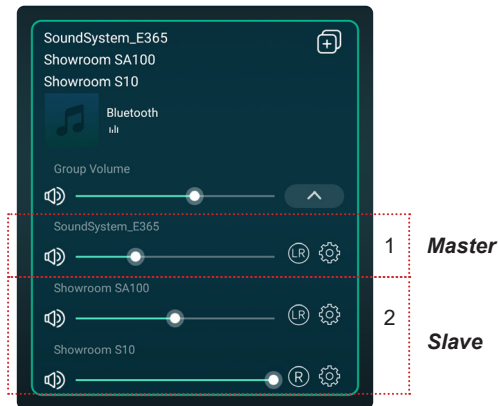 SoundSystem_E365
Showroom SA100
Showroom S10
Bluetooth
Group Volume
SoundSystem_E365
LR
1
Master
Showroom SA100
LR
2
Slave
Showroom S10
R